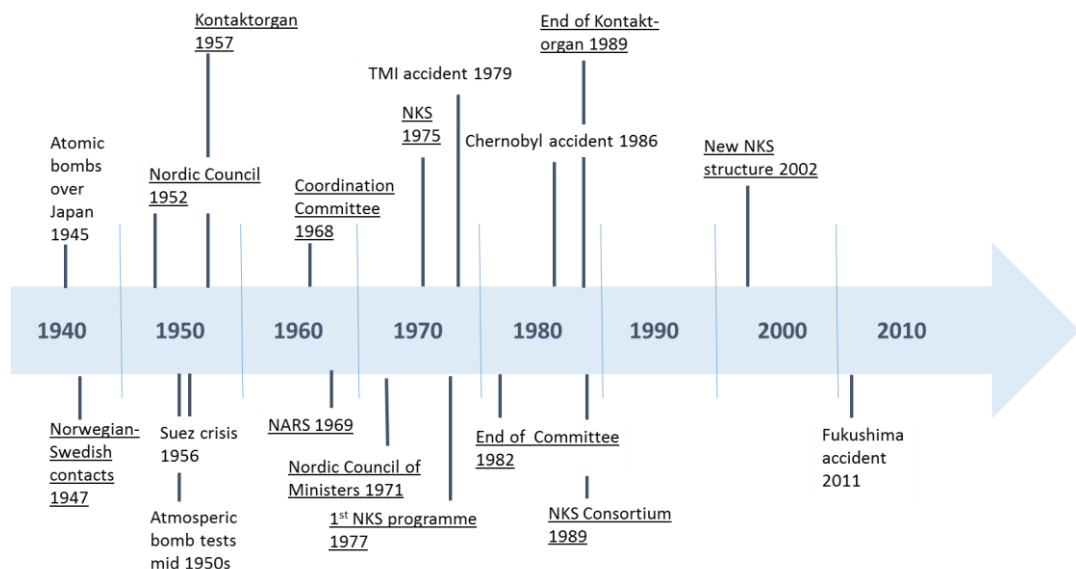 Kontaktorgan
1957
End of Kontakt-
organ 1989
TMI accident 1979
NKS
1975
Chernobyl accident 1986
Atomic
bombs
over
Japan
1945
Nordic Council
1952
Coordination
Committee
1968
New NKS
structure 2002
1940
1950
1960
1970
1980
1990
2000
2010
Norwegian-
Swedish
contacts
1947
Suez crisis
1956
Atmosperic
bomb tests
mid 1950s
NARS 1969
Nordic Council of
Ministers 1971
1st NKS programme
1977
End of Committee
1982
NKS Consortium
1989
Fukushima
accident
2011